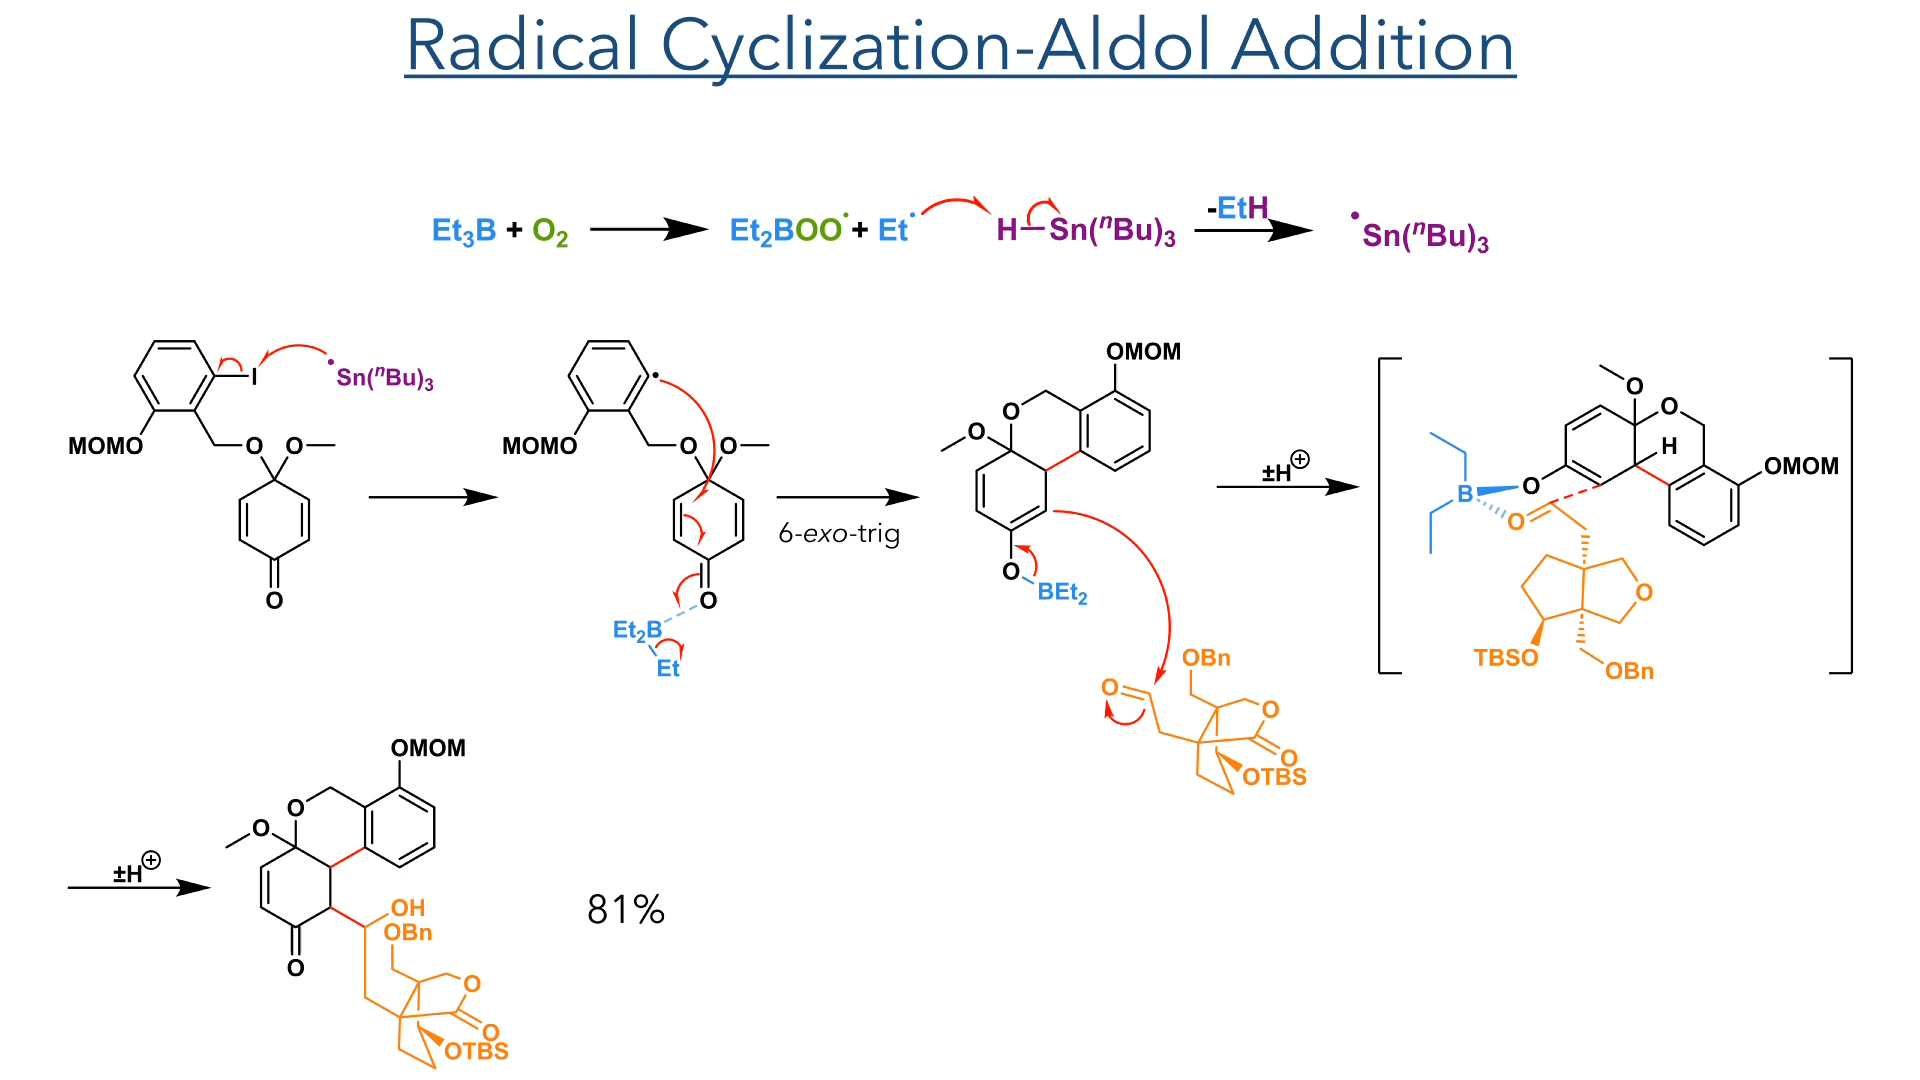 Radical Cyclization-Aldol Addition
Et₃B + O₂ Et₂BOO• + Et• H–Sn(ⁿBu)₃ -EtH •Sn(ⁿBu)₃
I •Sn(ⁿBu)₃
MOMO O O
O
•
MOMO O O
O
Et₂B
Et
6-exo-trig
OMOM
O
O
O
BEt₂
±H⊕
O
O
H
OMOM
O
B
O
O
TBSO
OBn
OBn
O
O
O
OTBS
±H⊕
OMOM
O
O
OH
OBn
O
O
O
OTBS
81%